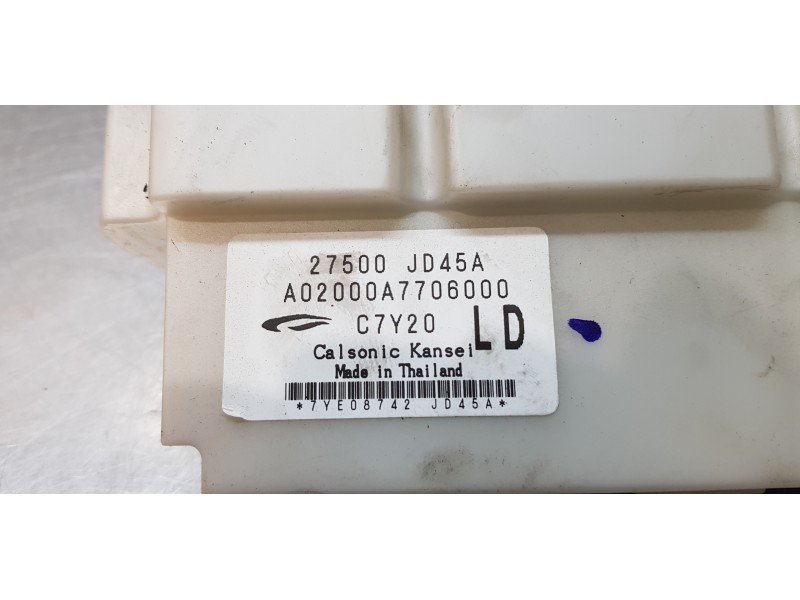 27500 JD45A
A02000A7706000
C7Y20 LD
Calsonic Kansei
Made in Thailand
*7YE08742 JD45A*